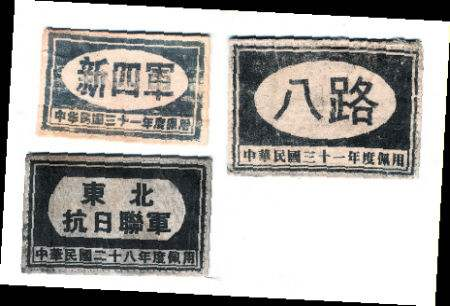 新四軍
中华民國三十一年度佩用
八路
中華民國三十一年度佩用
東北
抗日聯軍
中華民國二十八年度佩用